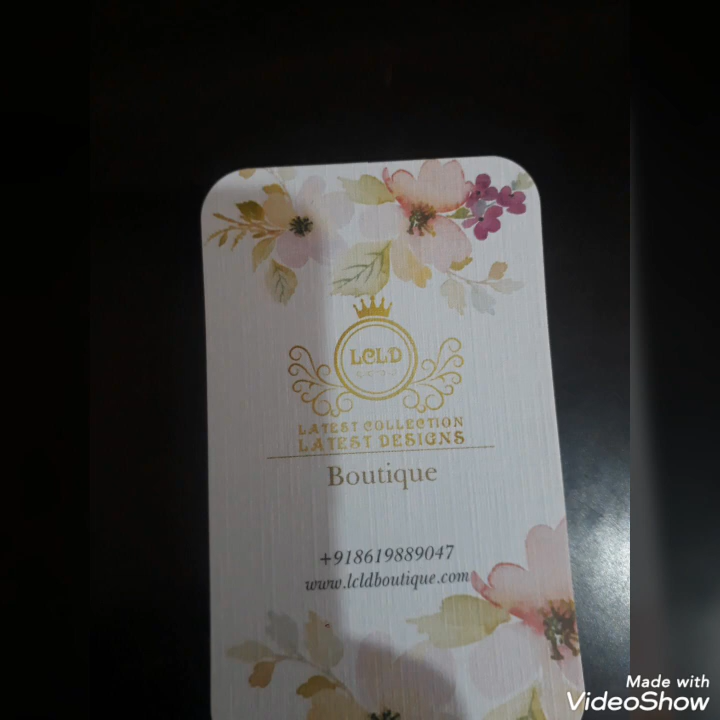 LCLD
LATEST COLLECTION
LATEST DESIGNS
Boutique
+918619889047
www.lcldboutique.com
Made with
VideoShow